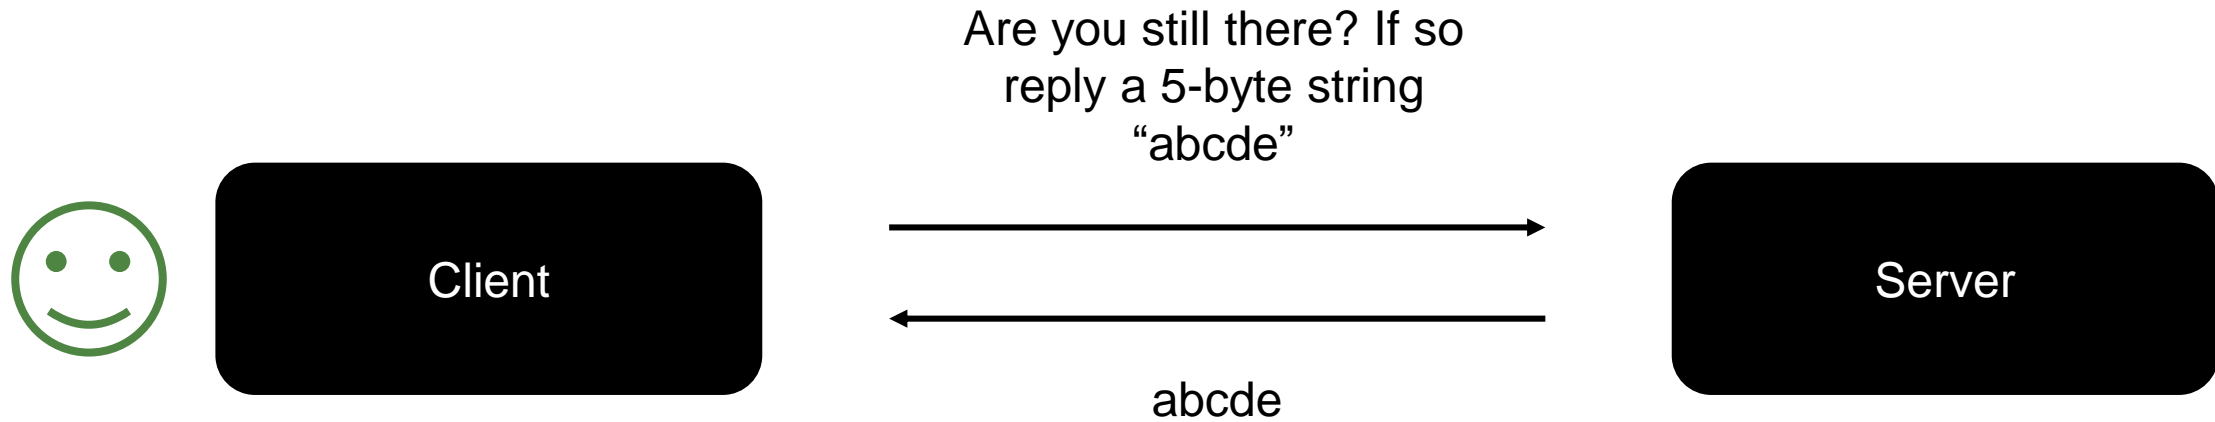 Are you still there? If so
reply a 5-byte string
“abcde”
Client
Server
abcde